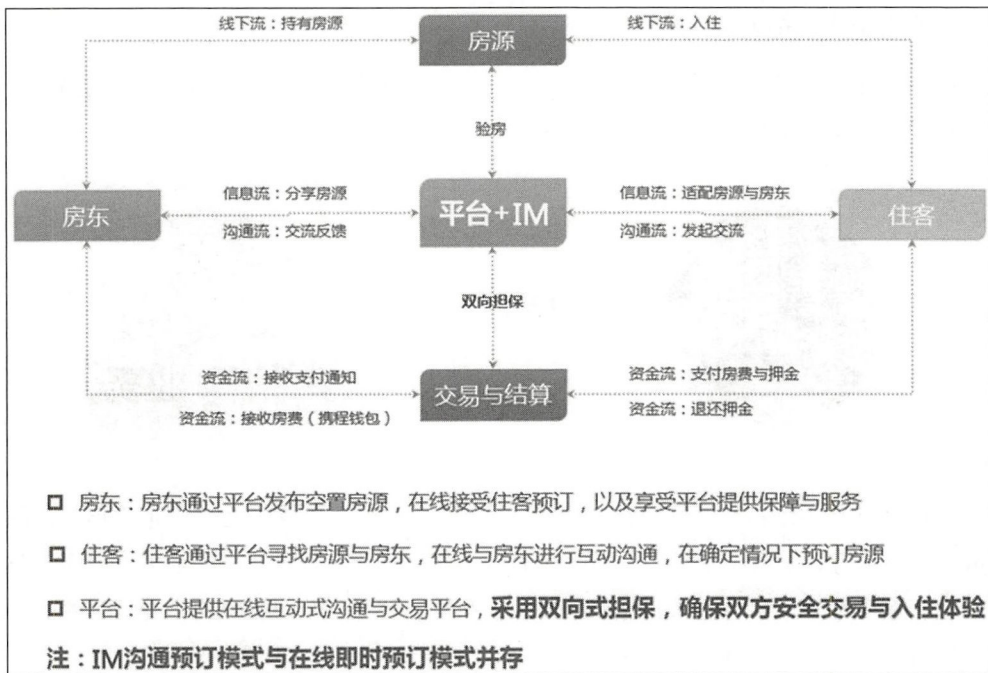 线下流：持有房源
房源
线下流：入住
验房
房东
信息流：分享房源
沟通流：交流反馈
平台+IM
信息流：适配房源与房东
沟通流：发起交流
住客
双向担保
资金流：接收支付通知
资金流：接收房费（携程钱包）
交易与结算
资金流：支付房费与押金
资金流：退还押金
房东：房东通过平台发布空置房源，在线接受住客预订，以及享受平台提供保障与服务
住客：住客通过平台寻找房源与房东，在线与房东进行互动沟通，在确定情况下预订房源
平台：平台提供在线互动式沟通与交易平台，采用双向式担保，确保双方安全交易与入住体验
注：IM沟通预订模式与在线即时预订模式并存